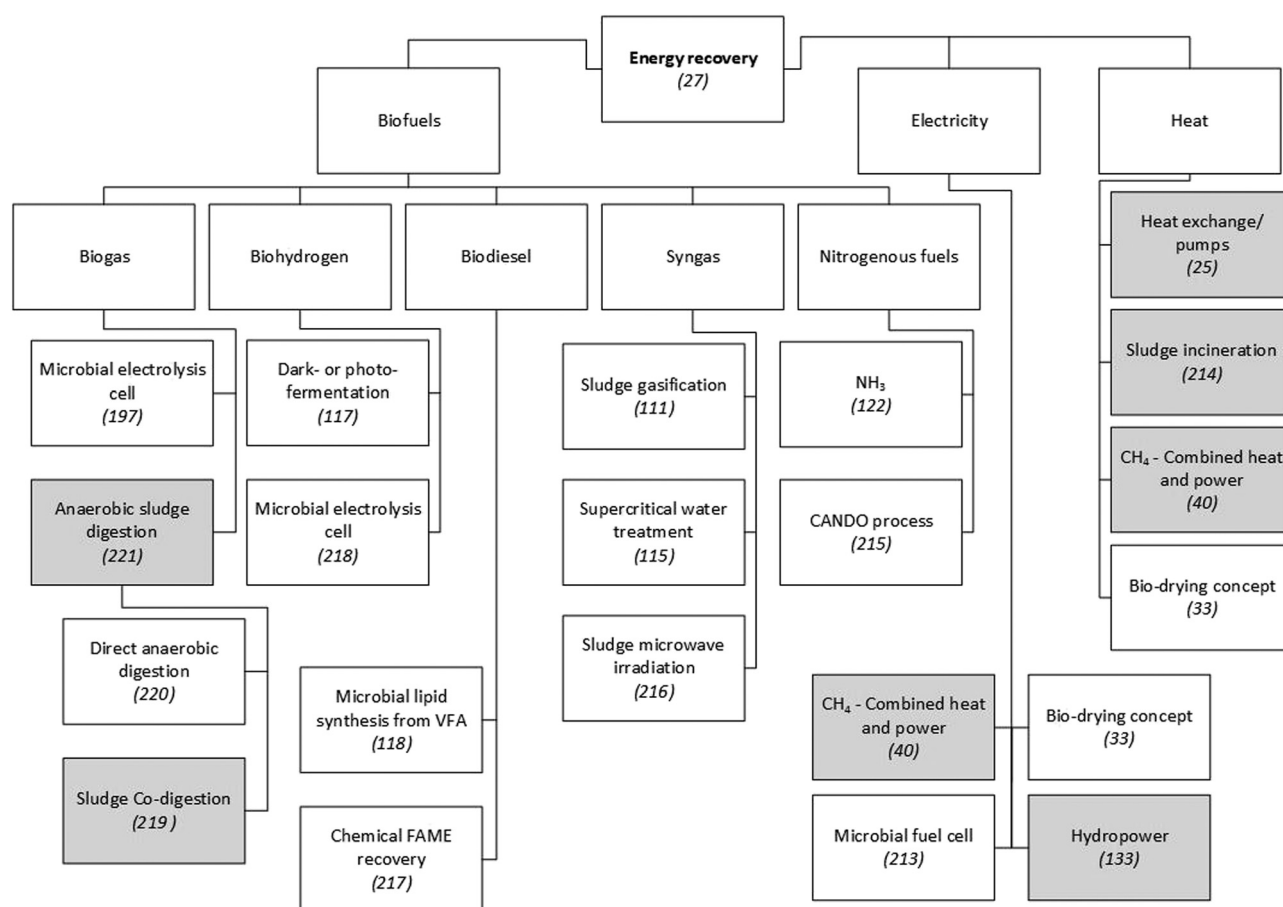 Energy recovery
(27)
Biofuels
Electricity
Heat
Biogas
Biohydrogen
Biodiesel
Syngas
Nitrogenous fuels
Heat exchange/
pumps
(25)
Sludge incineration
(214)
CH₄ - Combined heat
and power
(40)
Bio-drying concept
(33)
Microbial electrolysis
cell
(197)
Anaerobic sludge
digestion
(221)
Direct anaerobic
digestion
(220)
Sludge Co-digestion
(219 )
Dark- or photo-
fermentation
(117)
Microbial electrolysis
cell
(218)
Microbial lipid
synthesis from VFA
(118)
Chemical FAME
recovery
(217)
Sludge gasification
(111)
Supercritical water
treatment
(115)
Sludge microwave
irradiation
(216)
NH₃
(122)
CANDO process
(215)
CH₄ - Combined heat
and power
(40)
Bio-drying concept
(33)
Microbial fuel cell
(213)
Hydropower
(133)